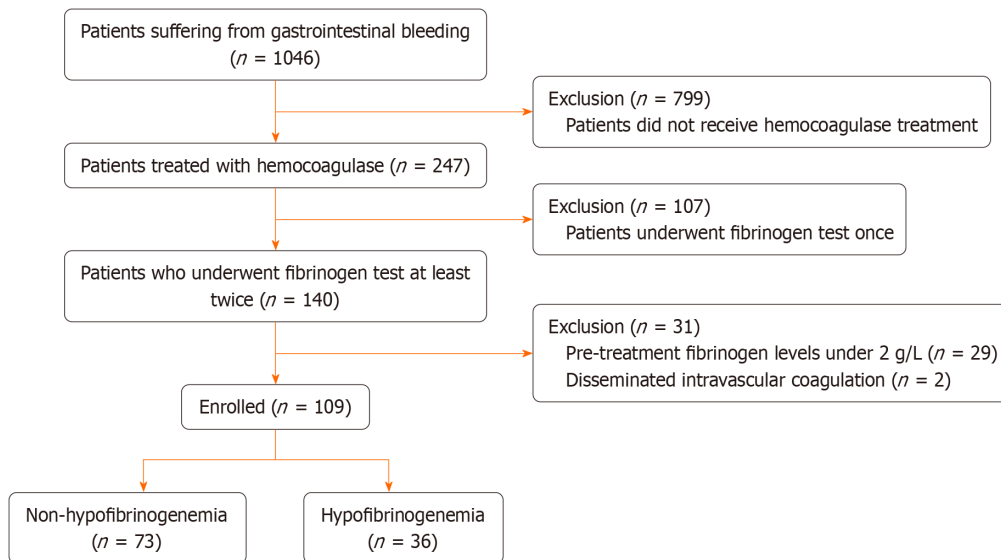 Patients suffering from gastrointestinal bleeding
(n = 1046)
Exclusion (n = 799)
Patients did not receive hemocoagulase treatment
Patients treated with hemocoagulase (n = 247)
Exclusion (n = 107)
Patients underwent fibrinogen test once
Patients who underwent fibrinogen test at least
twice (n = 140)
Exclusion (n = 31)
Pre-treatment fibrinogen levels under 2 g/L (n = 29)
Disseminated intravascular coagulation (n = 2)
Enrolled (n = 109)
Non-hypofibrinogenemia
(n = 73)
Hypofibrinogenemia
(n = 36)